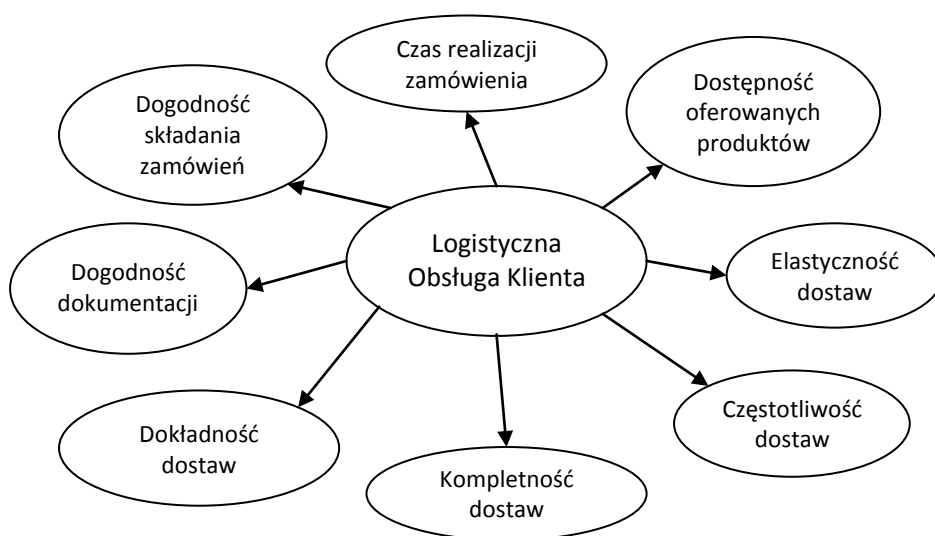 Czas realizacji
zamówienia
Dogodność
składania
zamówień
Dostępność
oferowanych
produktów
Logistyczna
Obsługa Klienta
Dogodność
dokumentacji
Elastyczność
dostaw
Dokładność
dostaw
Częstotliwość
dostaw
Kompletność
dostaw